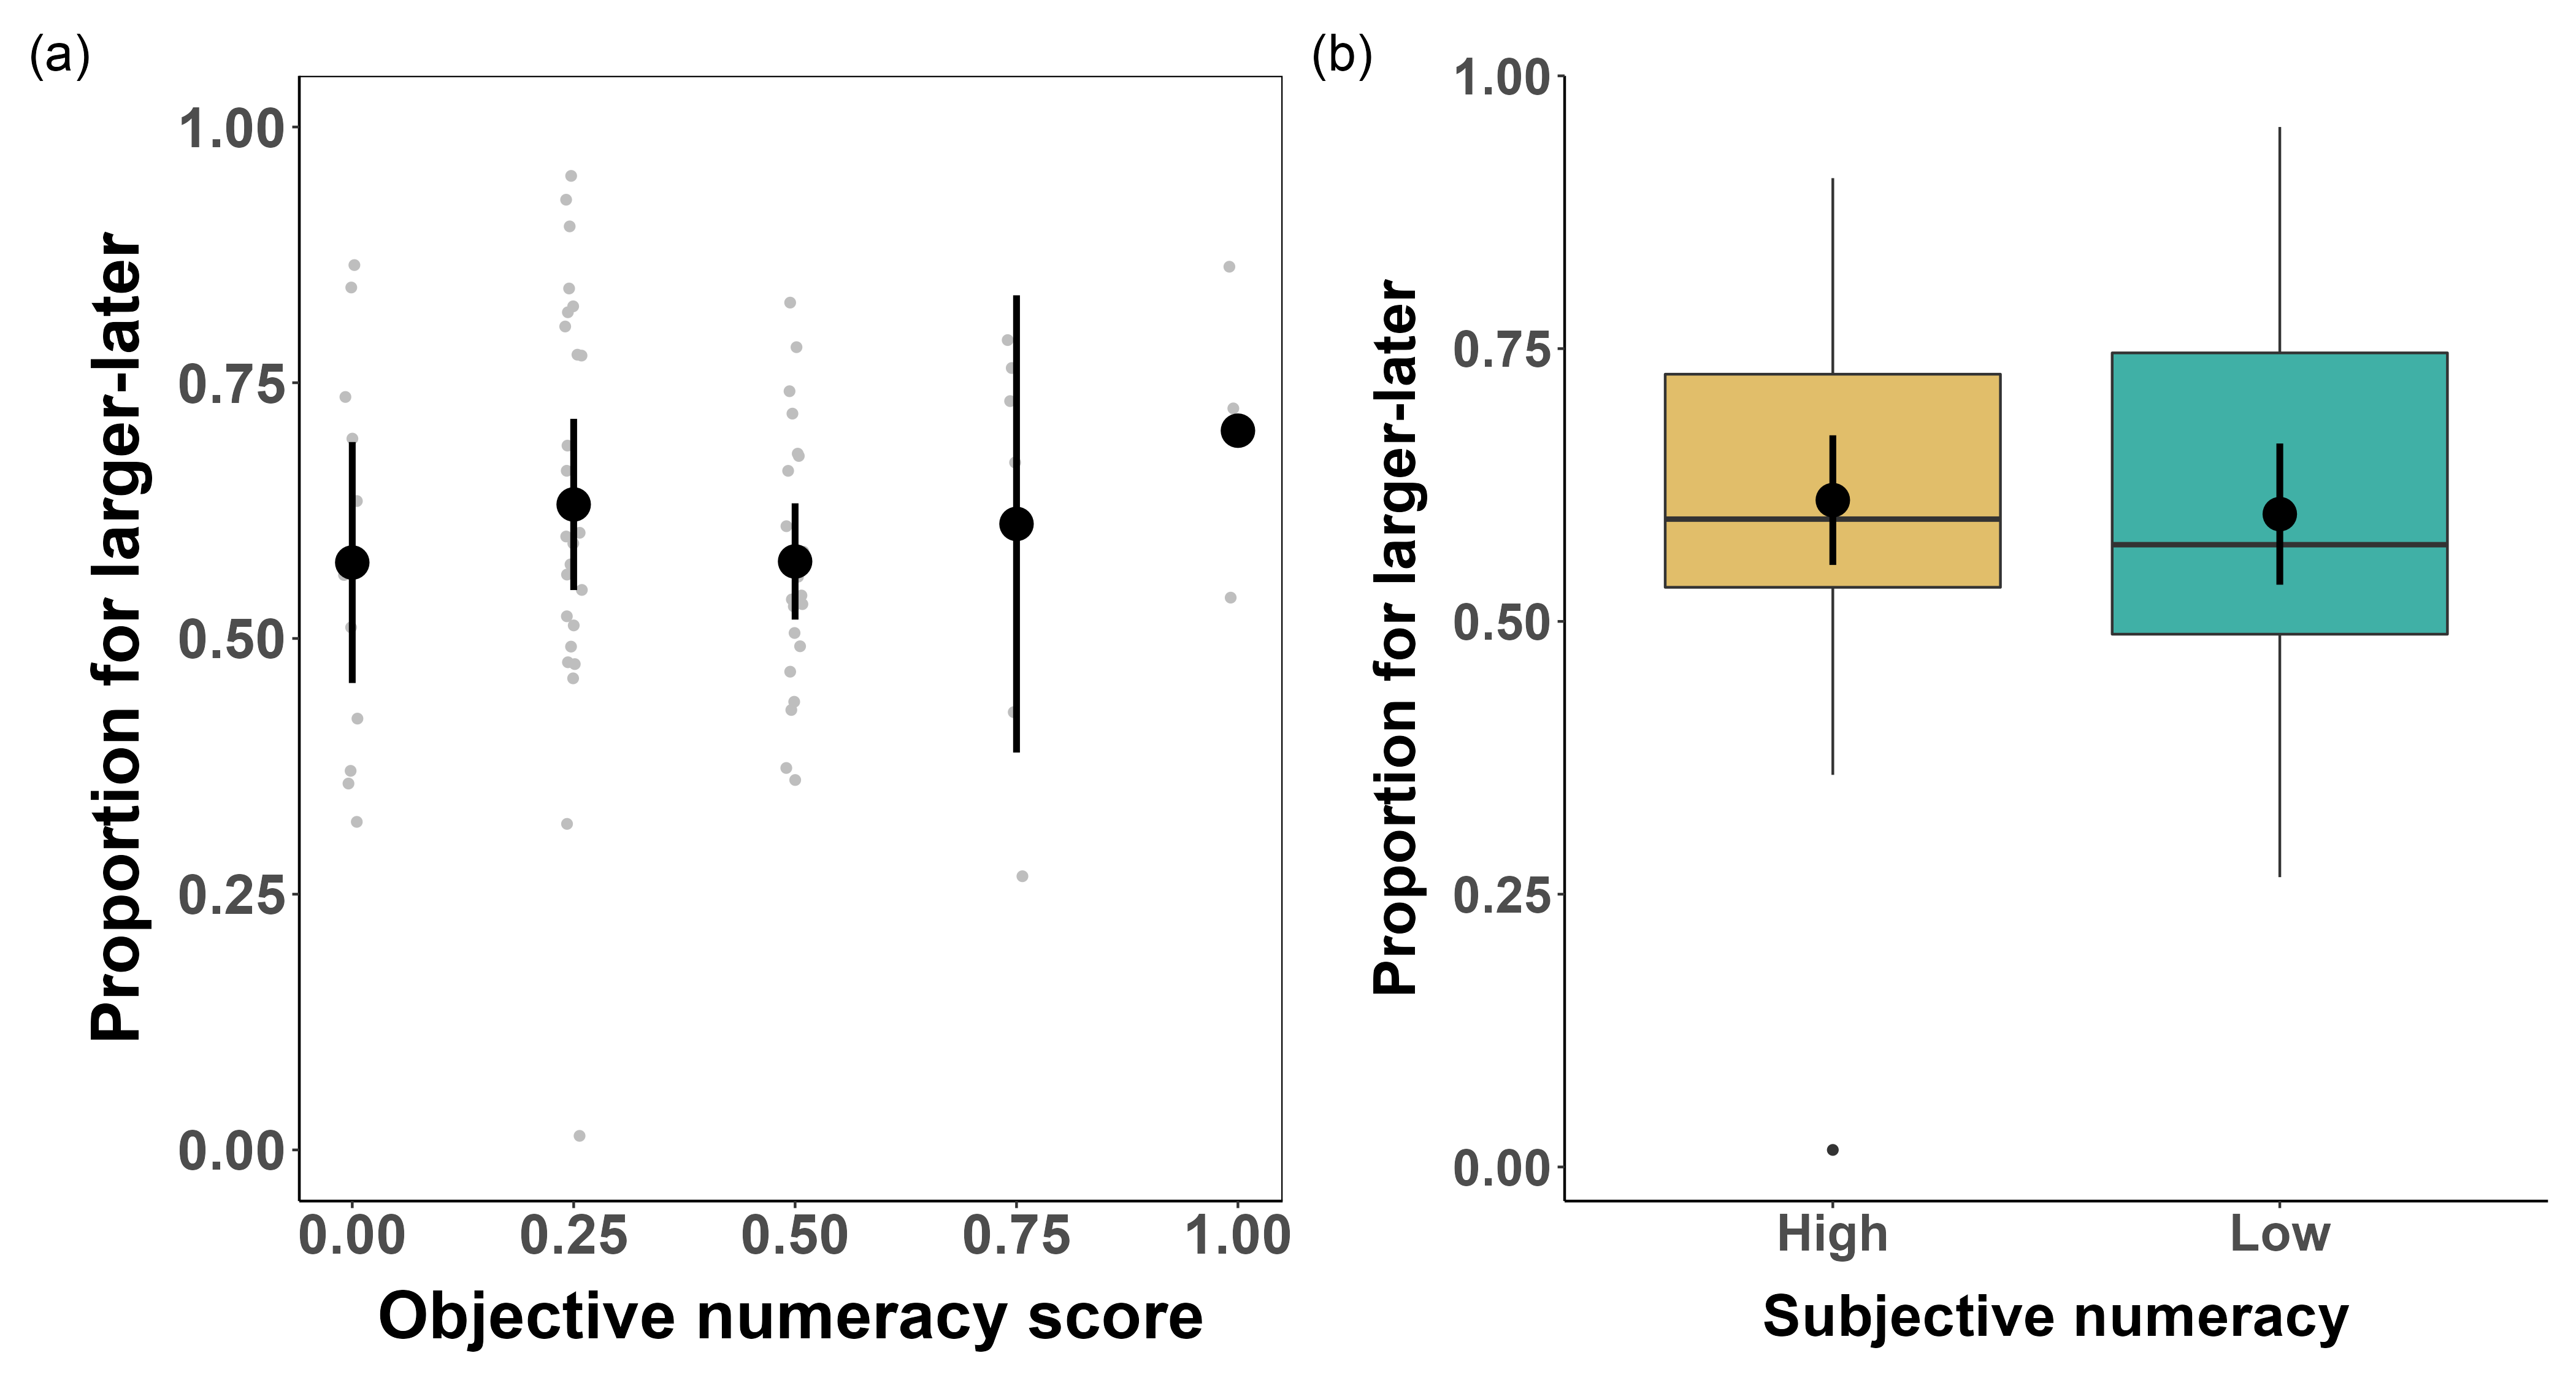 (a)
Proportion for larger-later
1.00
0.75
0.50
0.25
0.00
0.00 0.25 0.50 0.75 1.00
Objective numeracy score
(b)
Proportion for larger-later
1.00
0.75
0.50
0.25
0.00
High Low
Subjective numeracy